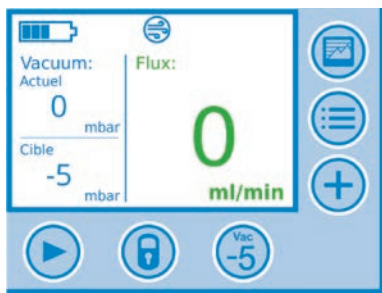 Vacuum:
Actuel
0
mbar
Cible
-5
mbar
Flux:
0
ml/min
Vac
-5